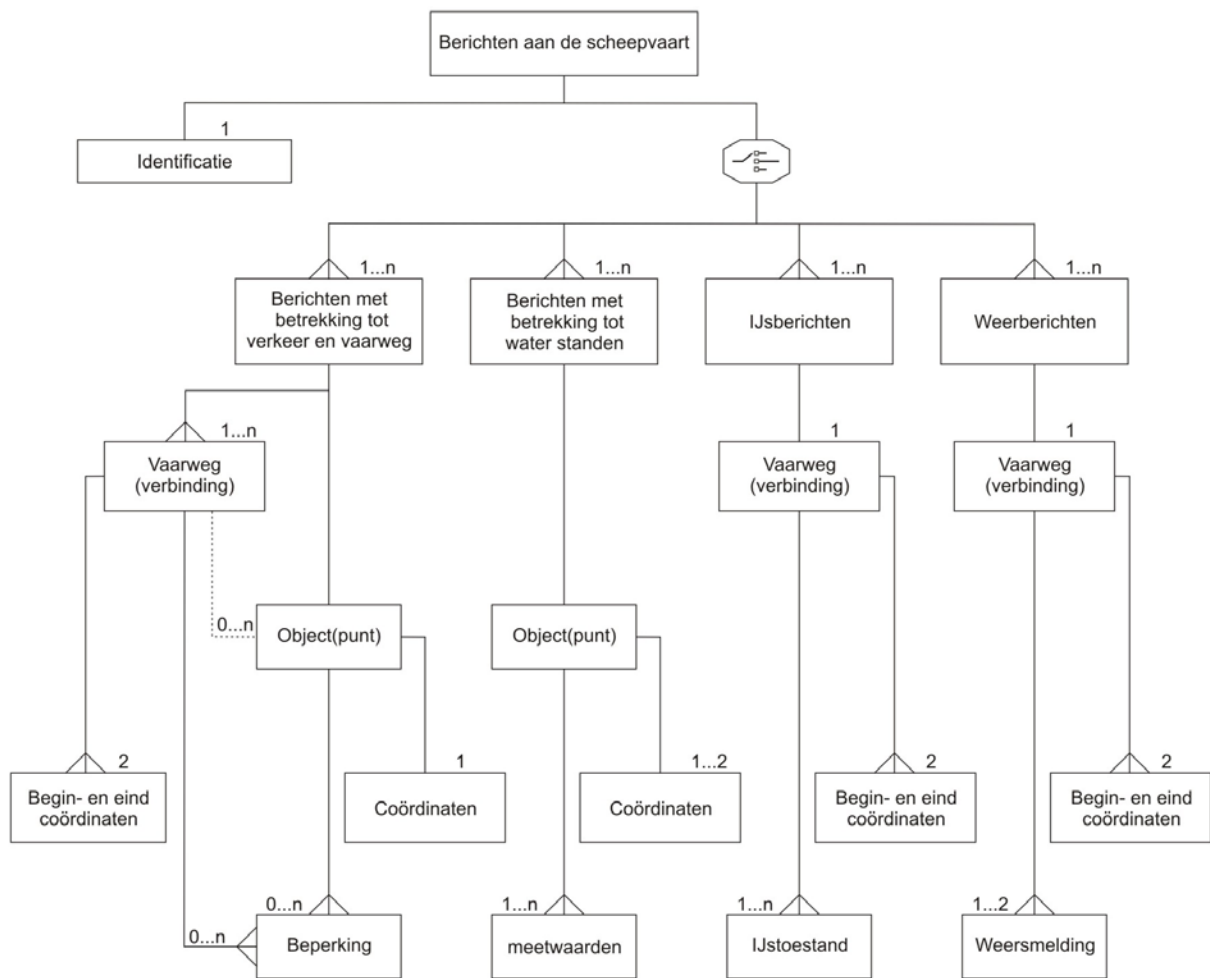 Berichten aan de scheepvaart
1
Identificatie
1...n
1...n
1...n
1...n
Berichten met
betrekking tot
verkeer en vaarweg
Berichten met
betrekking tot
water standen
IJsberichten
Weerberichten
1...n
1
1
Vaarweg
(verbinding)
Vaarweg
(verbinding)
Vaarweg
(verbinding)
0...n
Object(punt)
Object(punt)
2
1
1...2
2
2
Begin- en eind
coördinaten
Coördinaten
Coördinaten
Begin- en eind
coördinaten
Begin- en eind
coördinaten
0...n
0...n
1...n
1...n
1...2
Beperking
meetwaarden
IJstoestand
Weersmelding